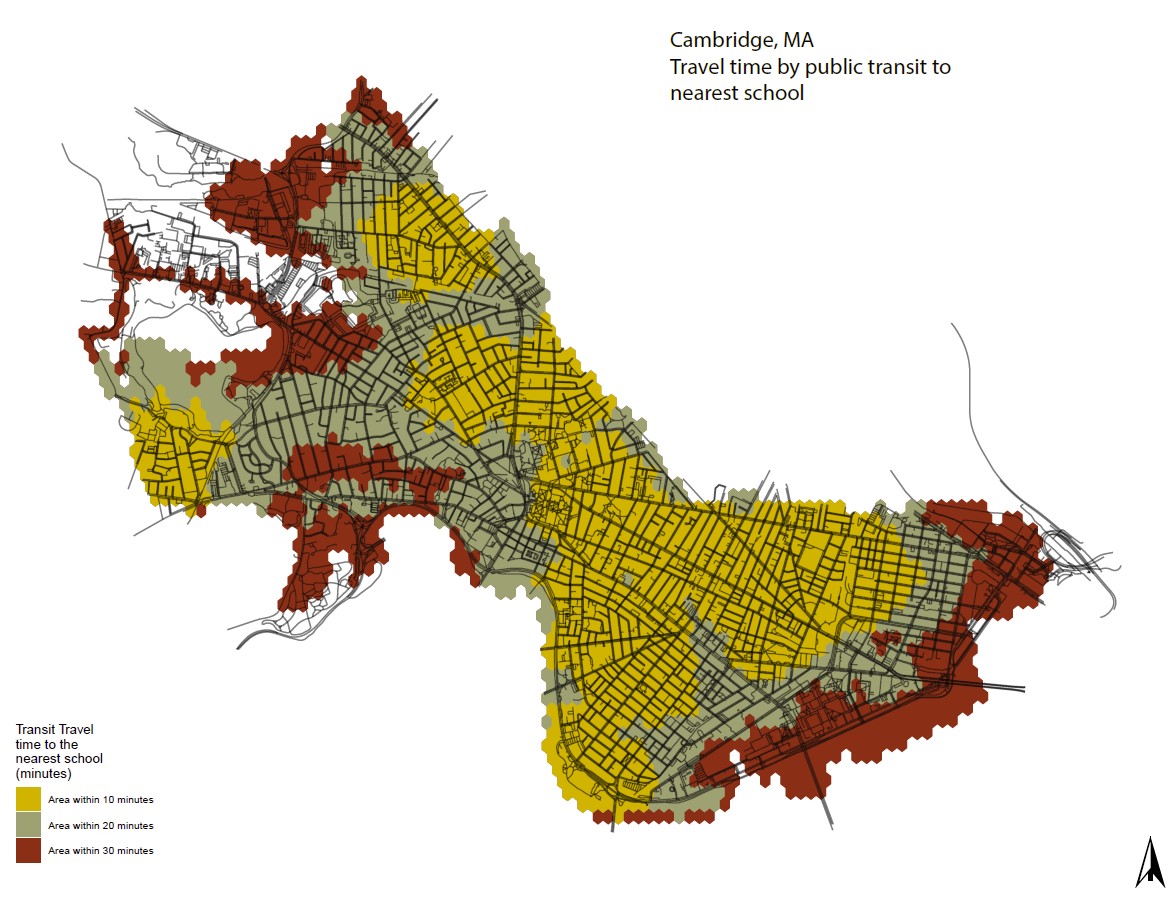 Cambridge, MA
Travel time by public transit to
nearest school
Transit Travel
time to the
nearest school
(minutes)
Area within 10 minutes
Area within 20 minutes
Area within 30 minutes